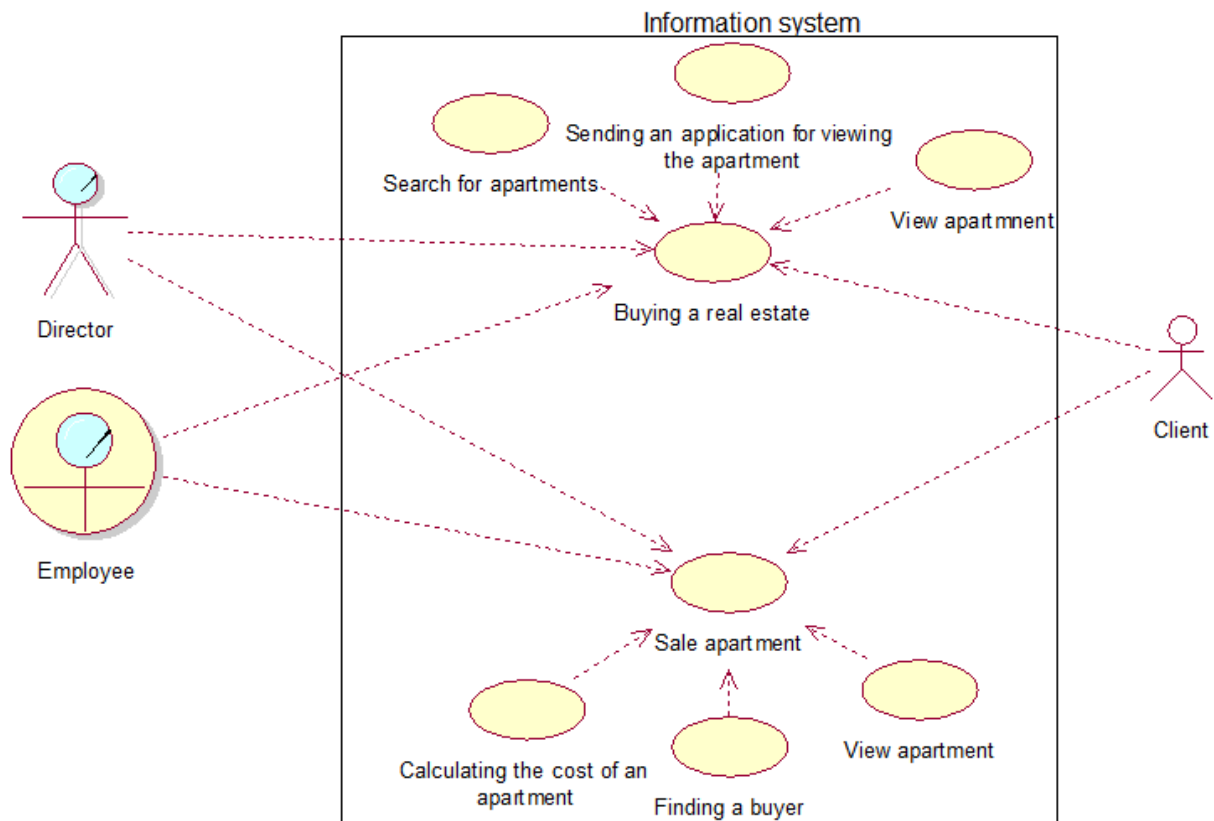 Information system
Sending an application for viewing
the apartment
Search for apartments
View apartmnent
Buying a real estate
Director
Client
Employee
Sale apartment
View apartment
Calculating the cost of an
apartment
Finding a buyer